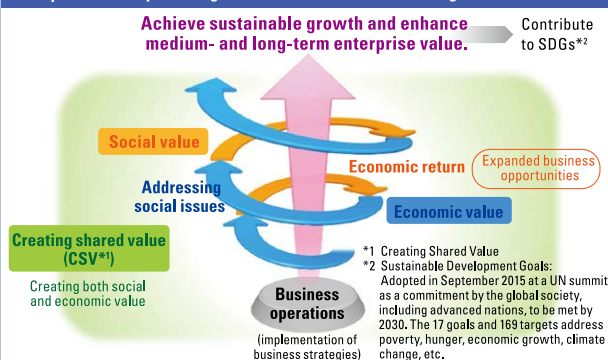 Achieve sustainable growth and enhance
medium- and long-term enterprise value.
Contribute
to SDGs*2
Social value
Economic return
Expanded business
opportunities
Addressing
social issues
Economic value
Creating shared value
(CSV*1)
Creating both social
and economic value
Business
operations
(implementation of
business strategies)
*1 Creating Shared Value
*2 Sustainable Development Goals:
Adopted in September 2015 at a UN summit
as a commitment by the global society,
including advanced nations, to be met by
2030. The 17 goals and 169 targets address
poverty, hunger, economic growth, climate
change, etc.